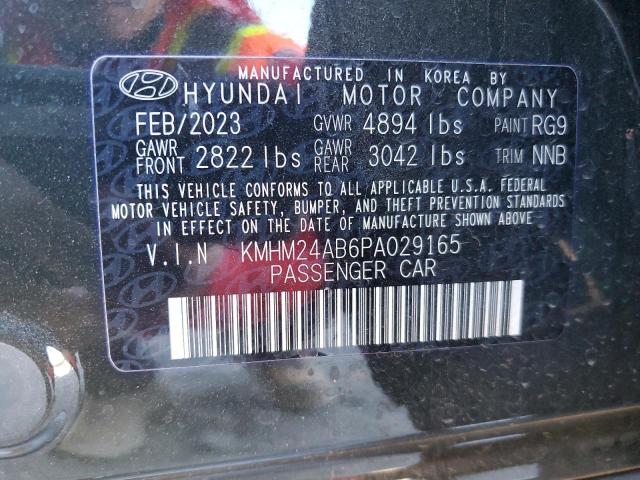 MANUFACTURED IN KOREA BY
HYUNDAI MOTOR COMPANY
FEB/2023 GVWR 4894 lbs PAINT RG9
GAWR FRONT 2822 lbs GAWR REAR 3042 lbs TRIM NNB
THIS VEHICLE CONFORMS TO ALL APPLICABLE U.S.A. FEDERAL
MOTOR VEHICLE SAFETY, BUMPER, AND THEFT PREVENTION STANDARDS
IN EFFECT ON THE DATE OF MANUFACTURE SHOWN ABOVE.
V.I.N KMHM24AB6PA029165
PASSENGER CAR